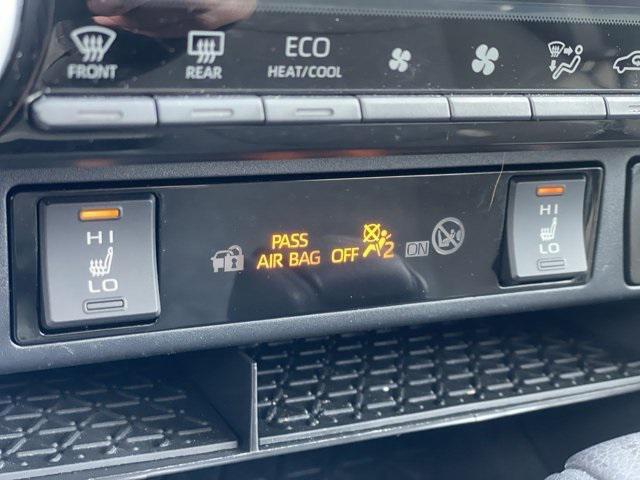 FRONT
REAR
ECO
HEAT/COOL
HI
LO
PASS
AIR BAG OFF 2 ON
HI
LO